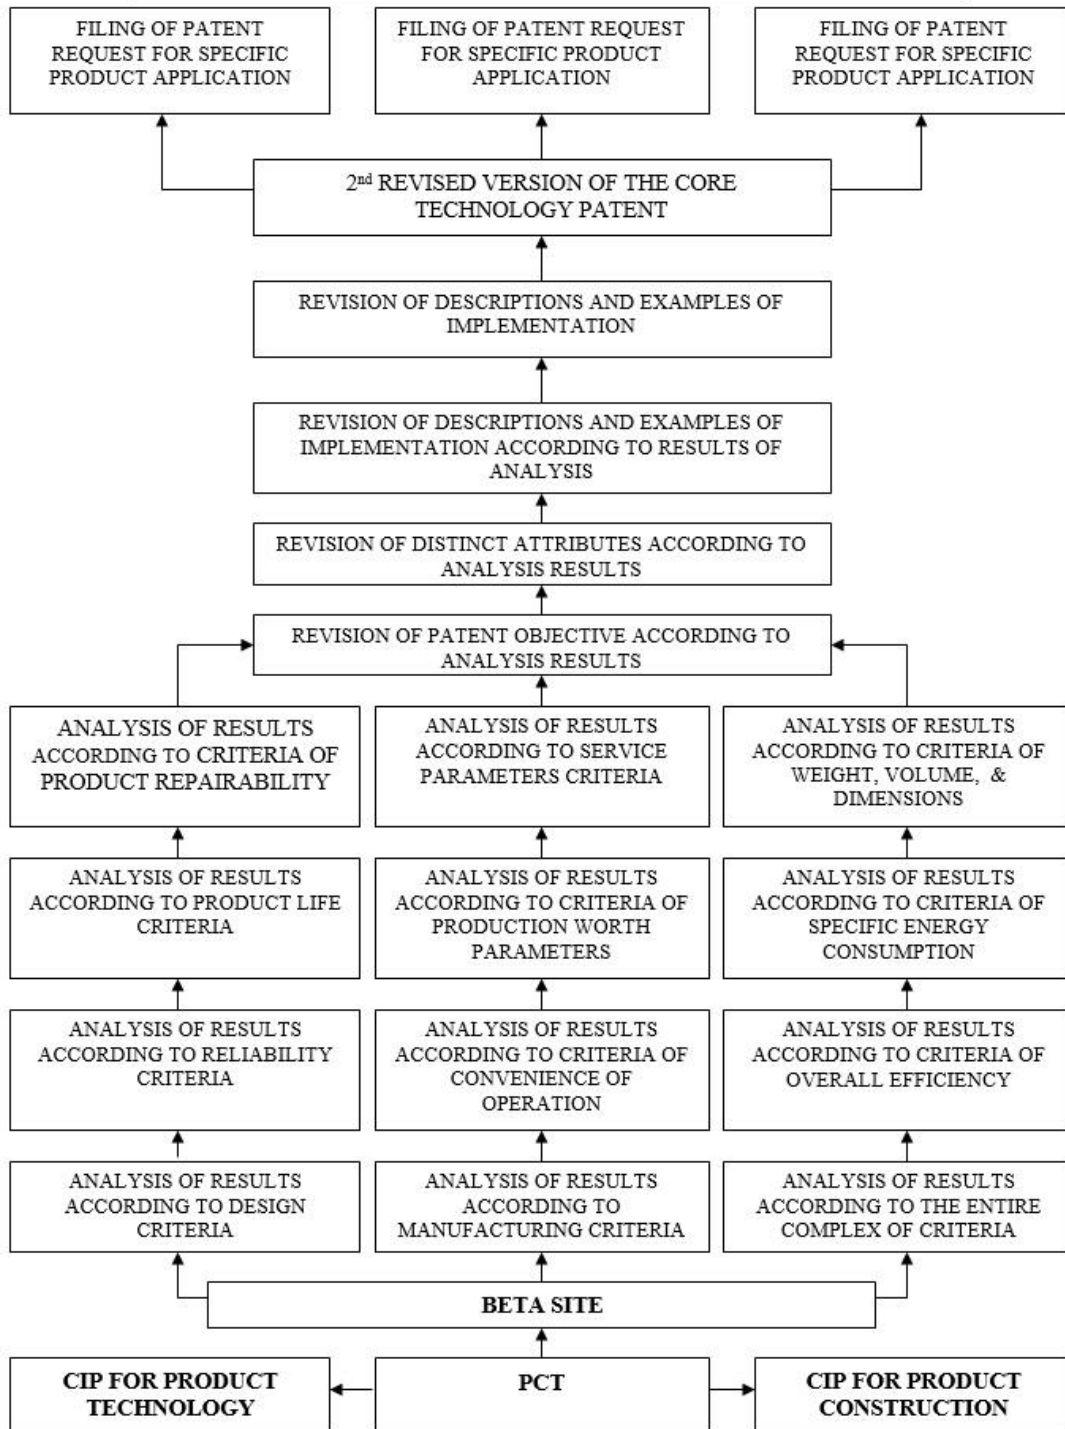 FILING OF PATENT
REQUEST FOR SPECIFIC
PRODUCT APPLICATION
FILING OF PATENT REQUEST
FOR SPECIFIC PRODUCT
APPLICATION
FILING OF PATENT
REQUEST FOR SPECIFIC
PRODUCT APPLICATION
2nd REVISED VERSION OF THE CORE
TECHNOLOGY PATENT
REVISION OF DESCRIPTIONS AND EXAMPLES OF
IMPLEMENTATION
REVISION OF DESCRIPTIONS AND EXAMPLES OF
IMPLEMENTATION ACCORDING TO RESULTS OF
ANALYSIS
REVISION OF DISTINCT ATTRIBUTES ACCORDING TO
ANALYSIS RESULTS
REVISION OF PATENT OBJECTIVE ACCORDING TO
ANALYSIS RESULTS
ANALYSIS OF RESULTS
ACCORDING TO CRITERIA OF
PRODUCT REPAIRABILITY
ANALYSIS OF RESULTS
ACCORDING TO SERVICE
PARAMETERS CRITERIA
ANALYSIS OF RESULTS
ACCORDING TO CRITERIA OF
WEIGHT, VOLUME, &
DIMENSIONS
ANALYSIS OF RESULTS
ACCORDING TO PRODUCT LIFE
CRITERIA
ANALYSIS OF RESULTS
ACCORDING TO CRITERIA OF
PRODUCTION WORTH
PARAMETERS
ANALYSIS OF RESULTS
ACCORDING TO CRITERIA OF
SPECIFIC ENERGY
CONSUMPTION
ANALYSIS OF RESULTS
ACCORDING TO RELIABILITY
CRITERIA
ANALYSIS OF RESULTS
ACCORDING TO CRITERIA OF
CONVENIENCE OF
OPERATION
ANALYSIS OF RESULTS
ACCORDING TO CRITERIA OF
OVERALL EFFICIENCY
ANALYSIS OF RESULTS
ACCORDING TO DESIGN
CRITERIA
ANALYSIS OF RESULTS
ACCORDING TO
MANUFACTURING CRITERIA
ANALYSIS OF RESULTS
ACCORDING TO THE ENTIRE
COMPLEX OF CRITERIA
BETA SITE
CIP FOR PRODUCT
TECHNOLOGY
PCT
CIP FOR PRODUCT
CONSTRUCTION